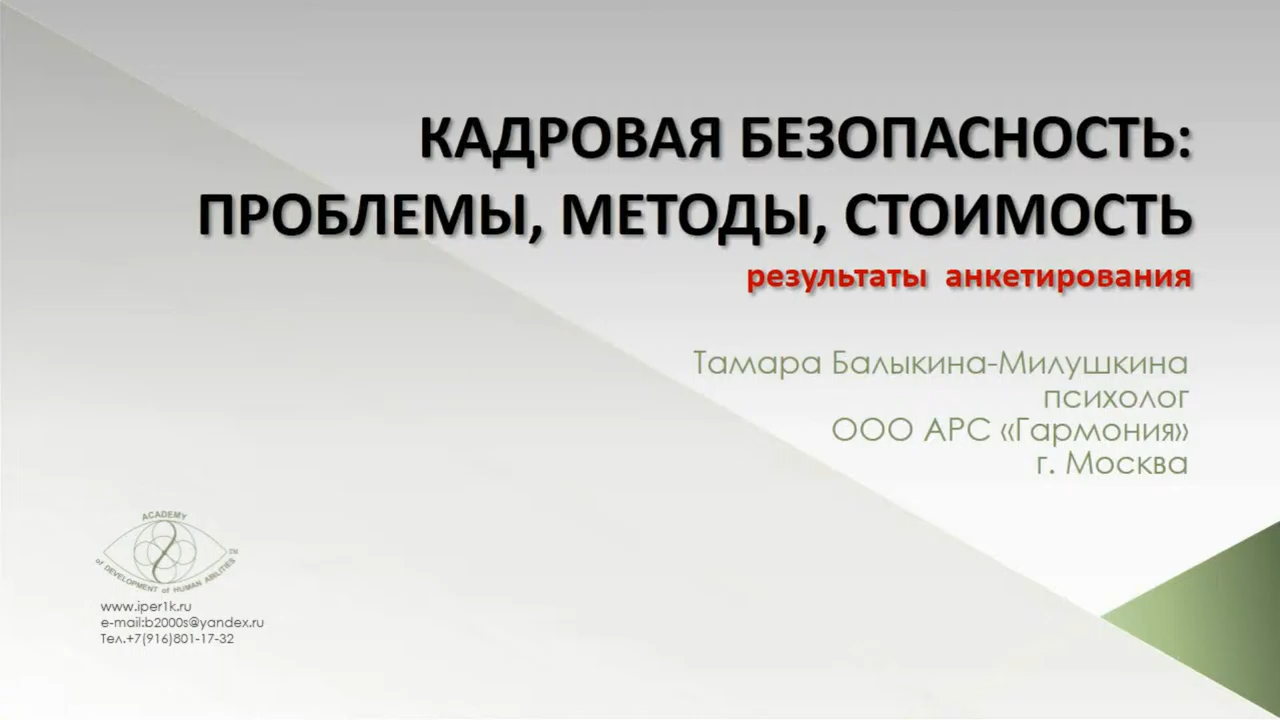 КАДРОВАЯ БЕЗОПАСНОСТЬ:
ПРОБЛЕМЫ, МЕТОДЫ, СТОИМОСТЬ
результаты анкетирования
Тамара Балыкина-Милушкина
психолог
ООО АРС «Гармония»
г. Москва
ACADEMY
of DEVELOPMENT of HUMAN ABILITIES
TM
www.iper1k.ru
e-mail:b2000s@yandex.ru
Тел.+7(916)801-17-32